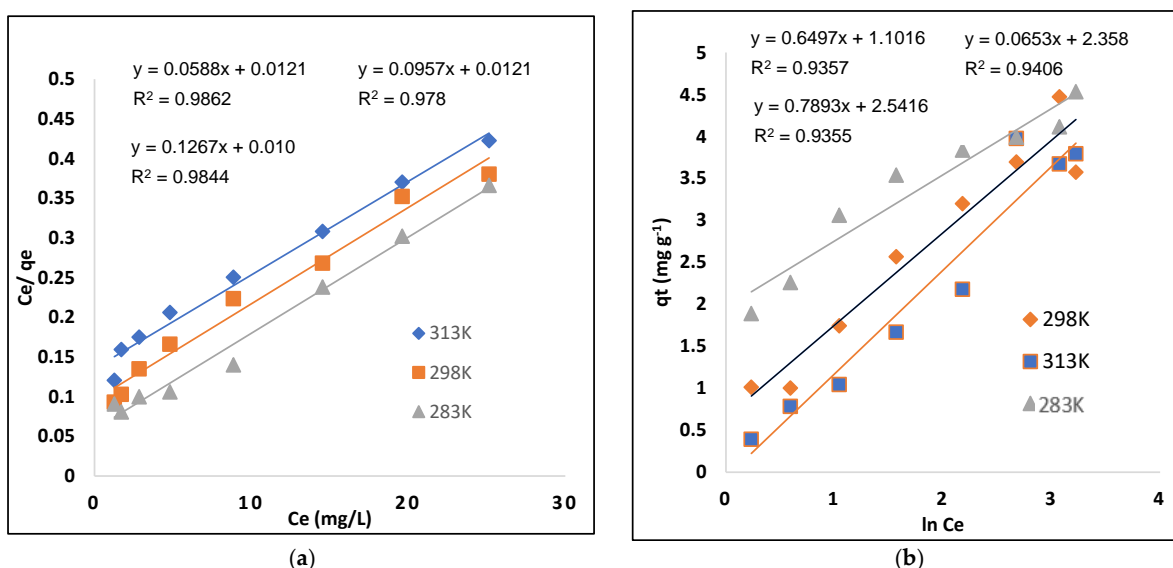 y = 0.0588x + 0.0121
R² = 0.9862
y = 0.0957x + 0.0121
R² = 0.978
y = 0.1267x + 0.010
R² = 0.9844
0.5
0.45
0.4
0.35
0.3
0.25
0.2
0.15
0.1
0.05
0
Ce/ qe
313K
298K
283K
0
10
20
30
Ce (mg/L)
(a)
y = 0.6497x + 1.1016
R² = 0.9357
y = 0.0653x + 2.358
R² = 0.9406
y = 0.7893x + 2.5416
R² = 0.9355
5
4.5
4
3.5
3
2.5
2
1.5
1
0.5
0
qt (mg g⁻¹)
298K
313K
283K
0
1
2
3
4
ln Ce
(b)